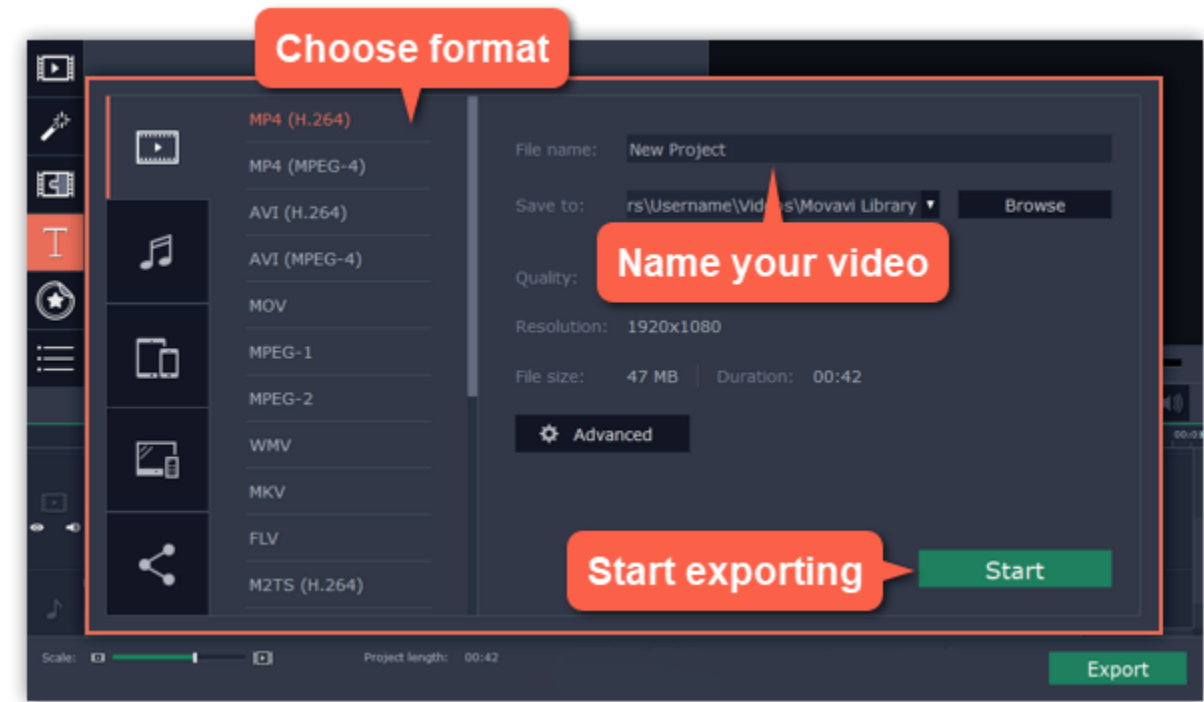 Choose format
MP4 (H.264)
MP4 (MPEG-4)
AVI (H.264)
AVI (MPEG-4)
MOV
MPEG-1
MPEG-2
WMV
MKV
FLV
M2TS (H.264)
File name: New Project
Save to: rs\Username\Videos\Movavi Library Browse
Name your video
Quality:
Resolution: 1920x1080
File size: 47 MB Duration: 00:42
Advanced
Start exporting
Start
Scale: Project length: 00:42
Export